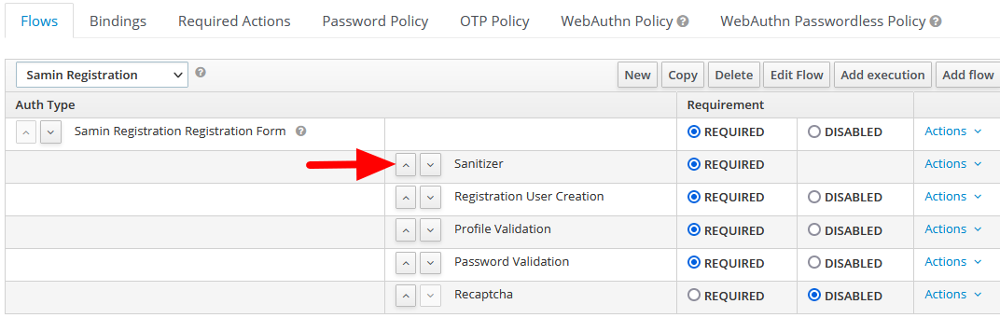 Flows Bindings Required Actions Password Policy OTP Policy WebAuthn Policy ? WebAuthn Passwordless Policy ?
Samin Registration ? New Copy Delete Edit Flow Add execution Add flow
Auth Type Requirement
Samin Registration Registration Form ? REQUIRED DISABLED Actions
Sanitizer REQUIRED Actions
Registration User Creation REQUIRED DISABLED Actions
Profile Validation REQUIRED DISABLED Actions
Password Validation REQUIRED DISABLED Actions
Recaptcha REQUIRED DISABLED Actions